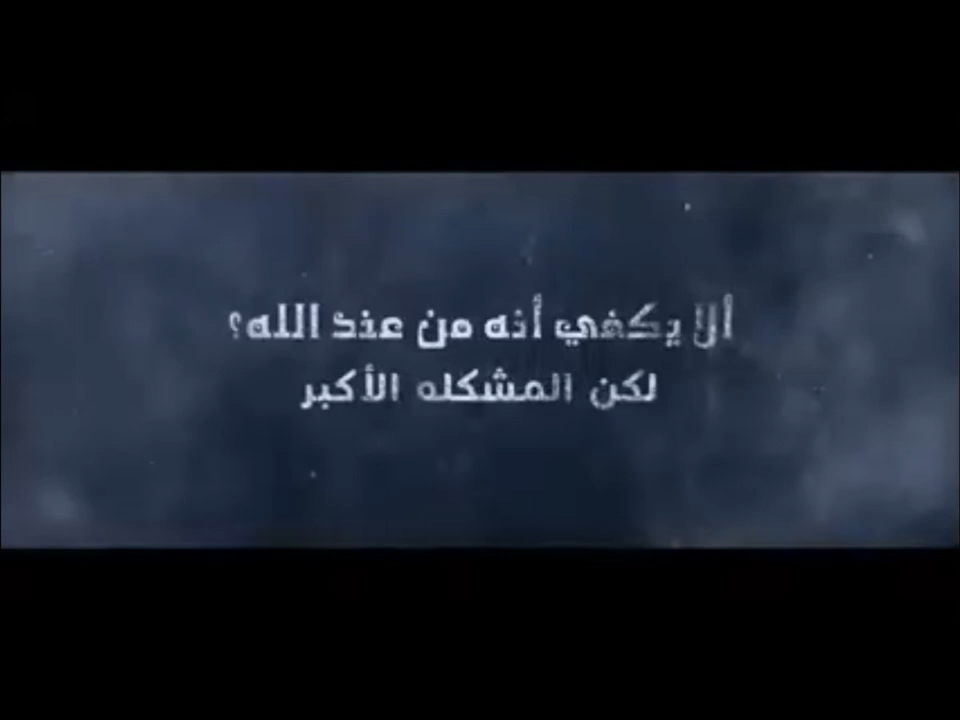 ألا يكفي أنه من عند الله؟
لكن المشكله الأكبر